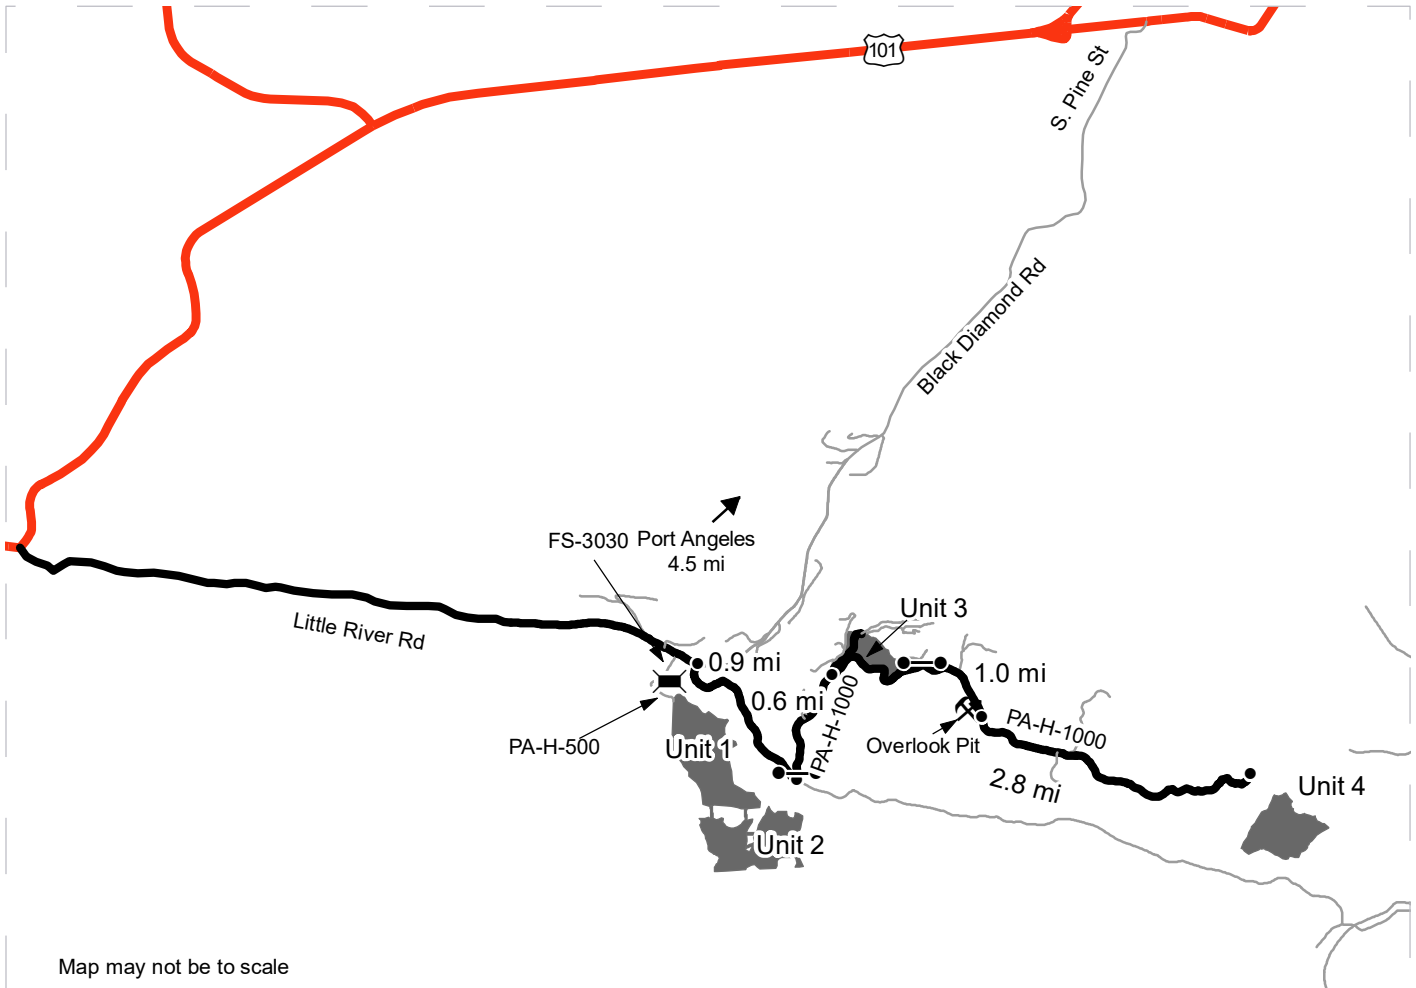 101
S. Pine St
Black Diamond Rd
FS-3030
Port Angeles
4.5 mi
Little River Rd
Unit 3
0.9 mi
1.0 mi
0.6 mi
PA-H-1000
PA-H-1000
PA-H-500
Unit 1
Overlook Pit
2.8 mi
Unit 4
Unit 2
Map may not be to scale